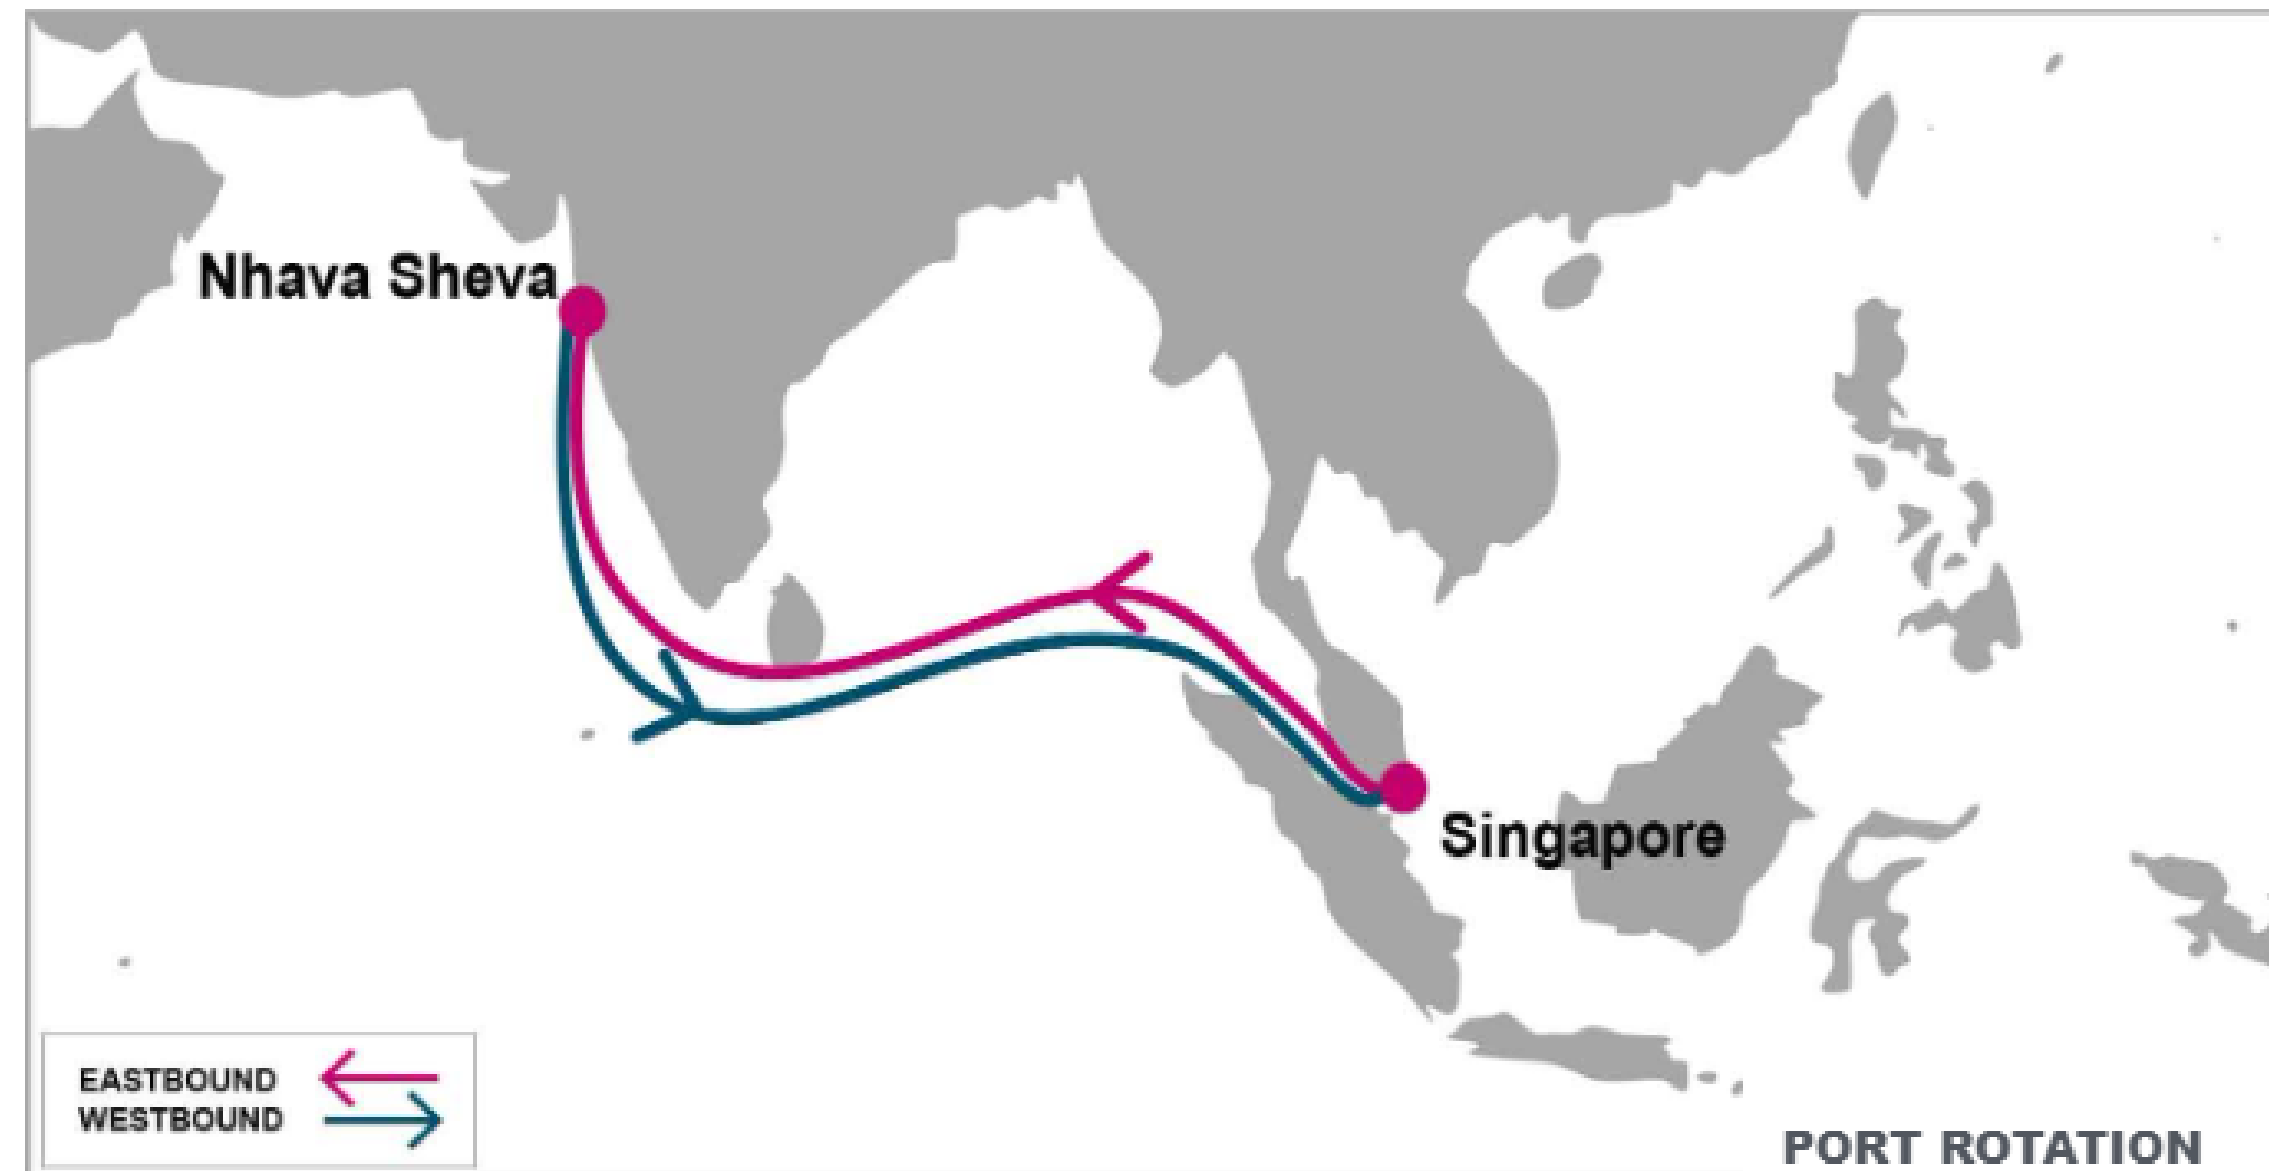 Nhava Sheva
Singapore
EASTBOUND
WESTBOUND
PORT ROTATION